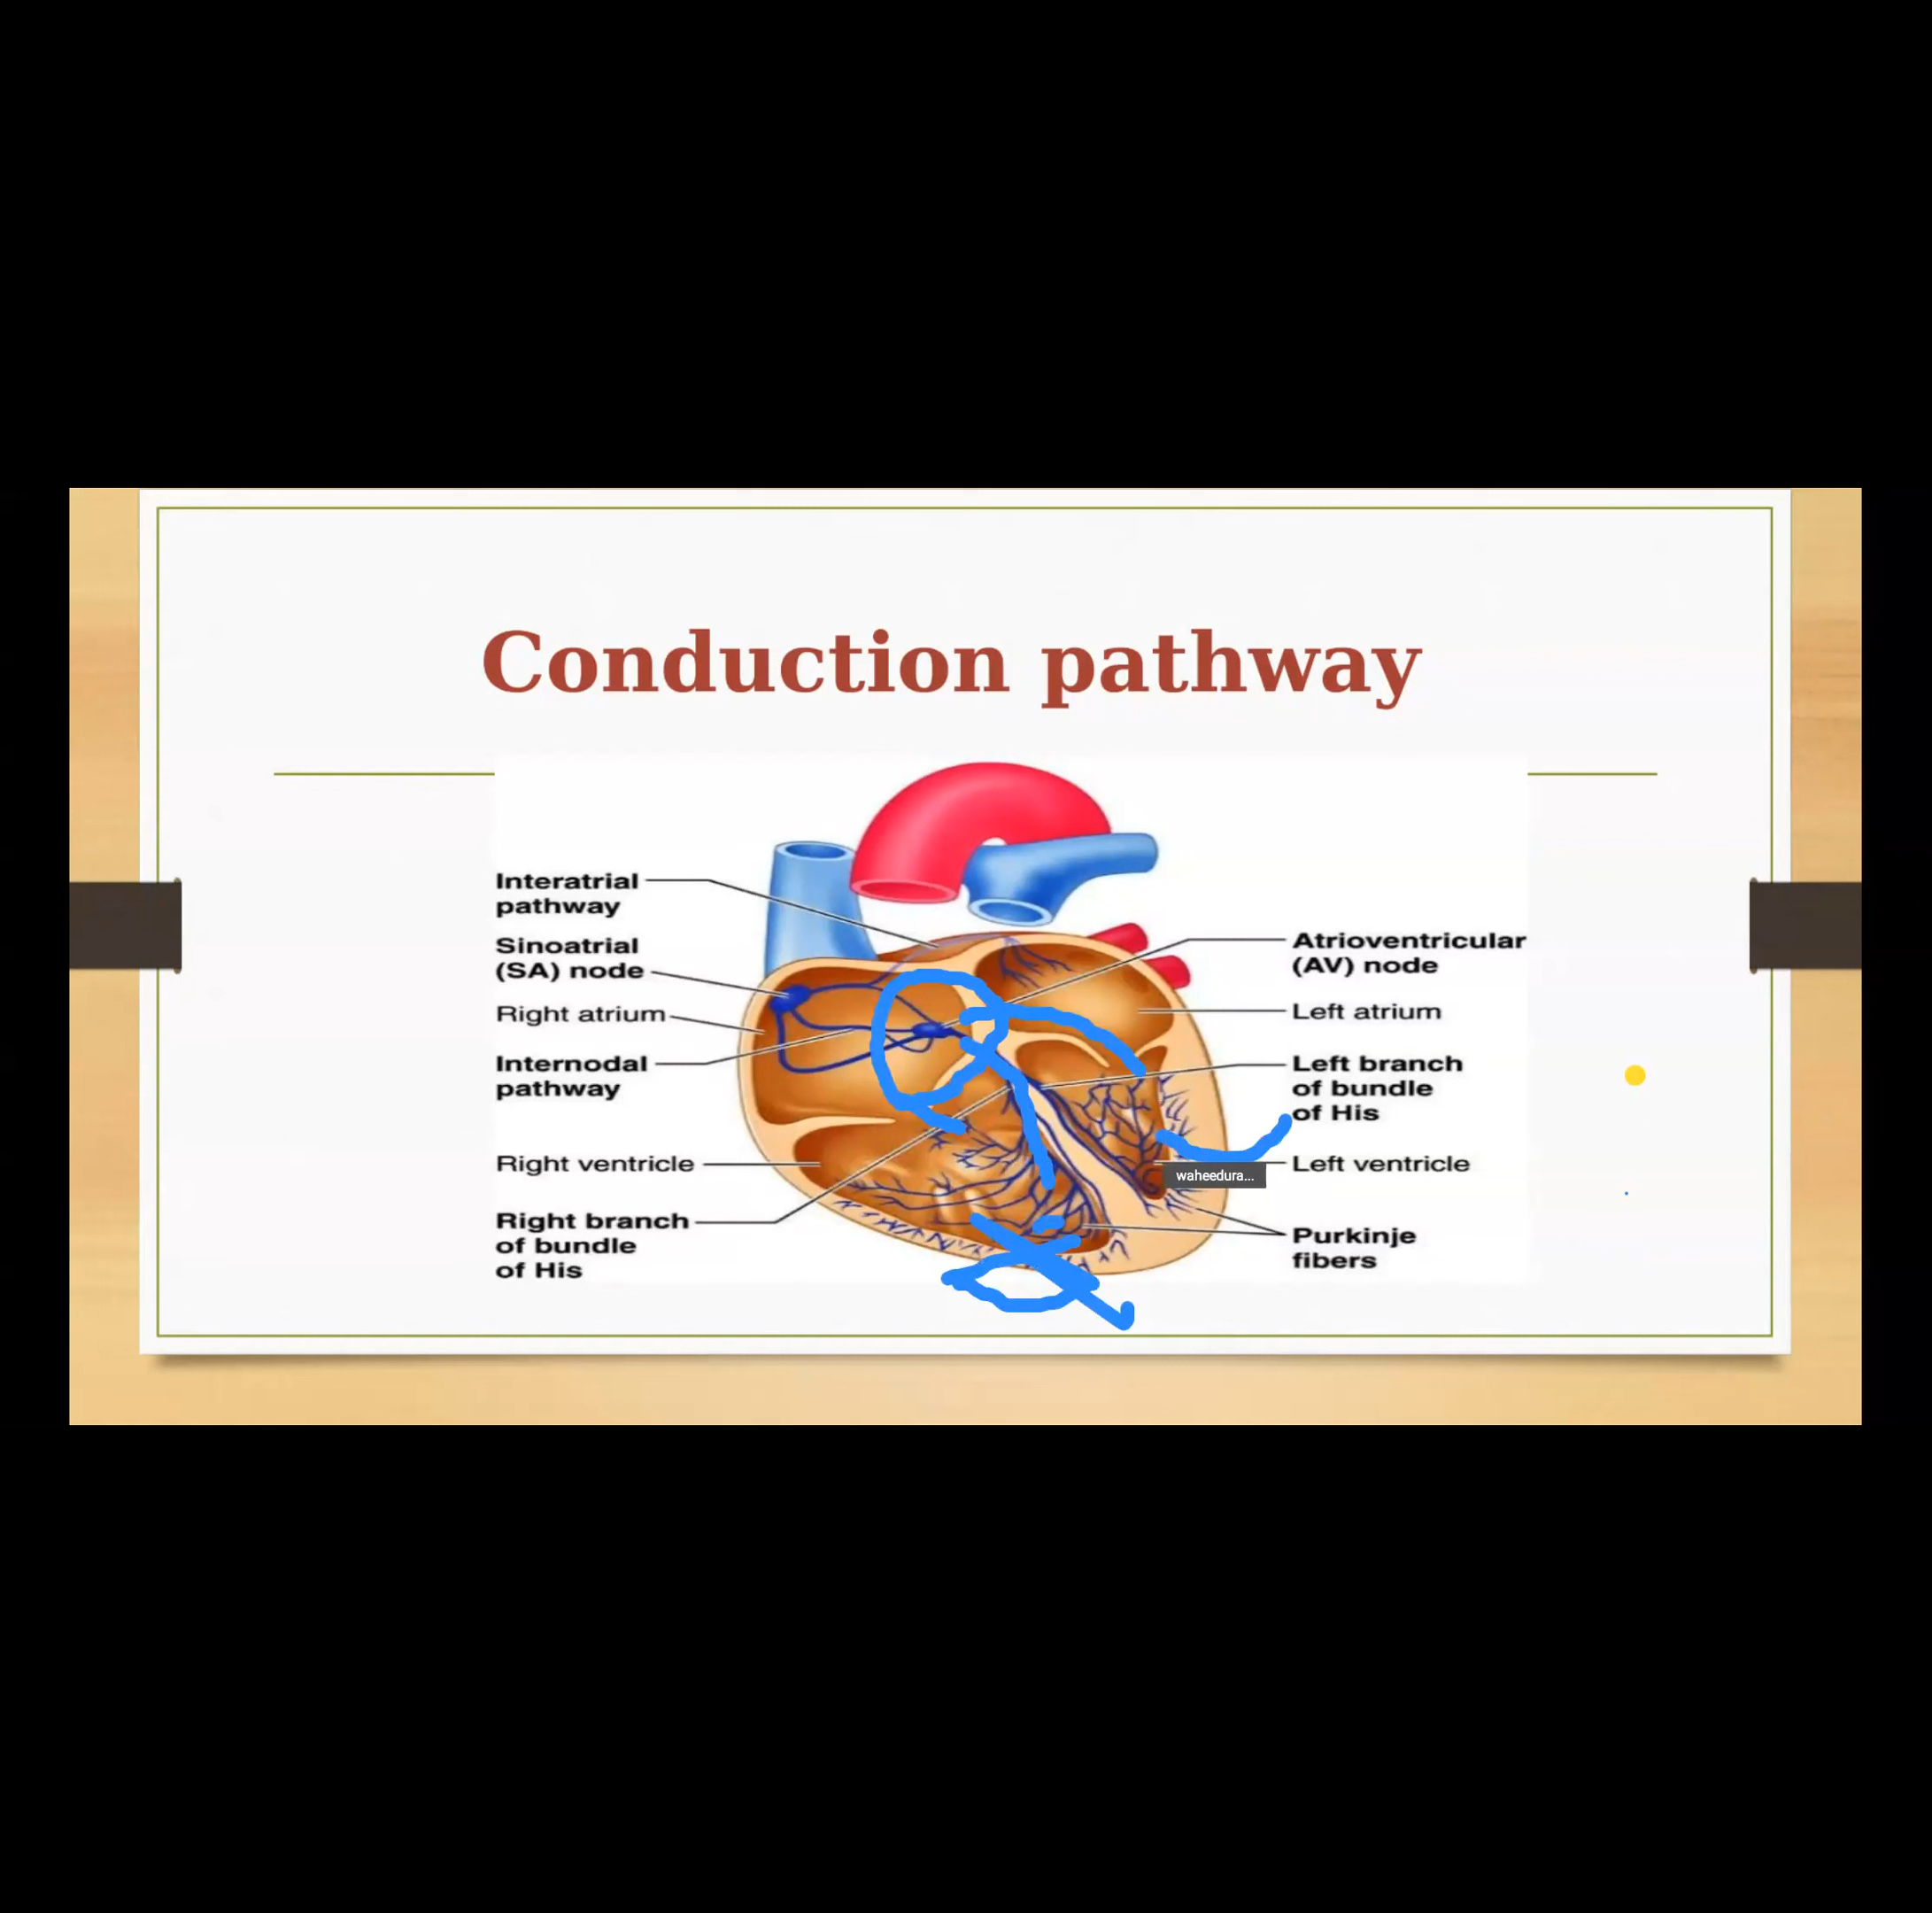 Conduction pathway
Interatrial
pathway
Sinoatrial
(SA) node
Right atrium
Internodal
pathway
Right ventricle
Right branch
of bundle
of His
Atrioventricular
(AV) node
Left atrium
Left branch
of bundle
of His
Left ventricle
waheedura...
Purkinje
fibers